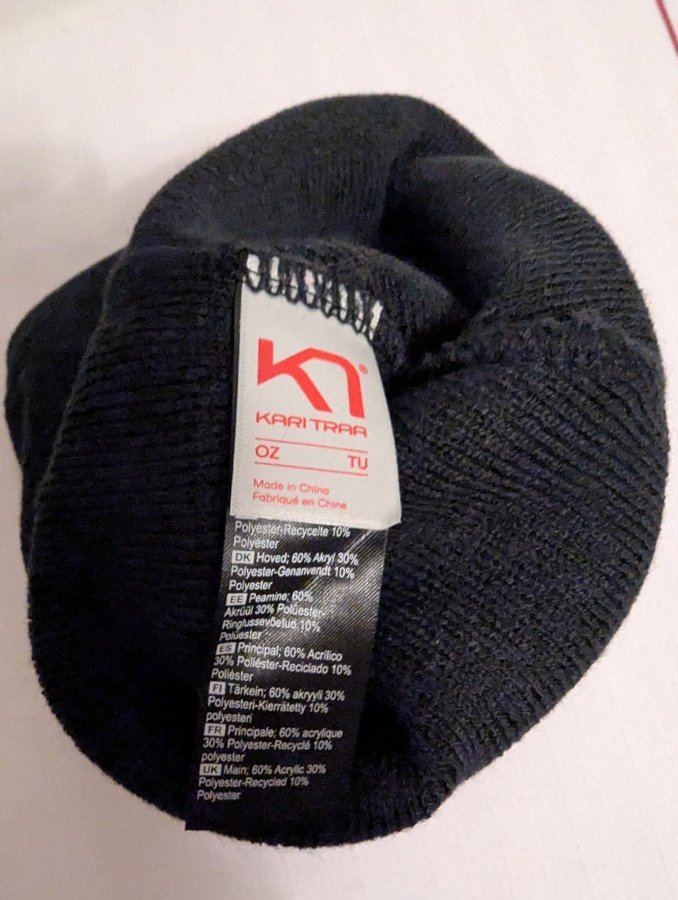 K1®
KARI TRAA
OZ TU
Made in China
Fabriqué en Chine
Polyester-Recycelte 10%
Polyester
DK Hoved; 60% Akryl 30%
Polyester-Genanvendt 10%
Polyester
EE Peamine; 60%
Akrüül 30% Polüester-
Ringlussevõetud 10%
Polüester
ES Principal; 60% Acrílico
30% Poliéster-Reciclado 10%
Poliéster
FI Tärkein; 60% akryyli 30%
Polyesteri-Kierrätetty 10%
polyesteri
FR Principale; 60% acrylique
30% Polyester-Recyclé 10%
polyester
UK Main; 60% Acrylic 30%
Polyester-Recycled 10%
Polyester